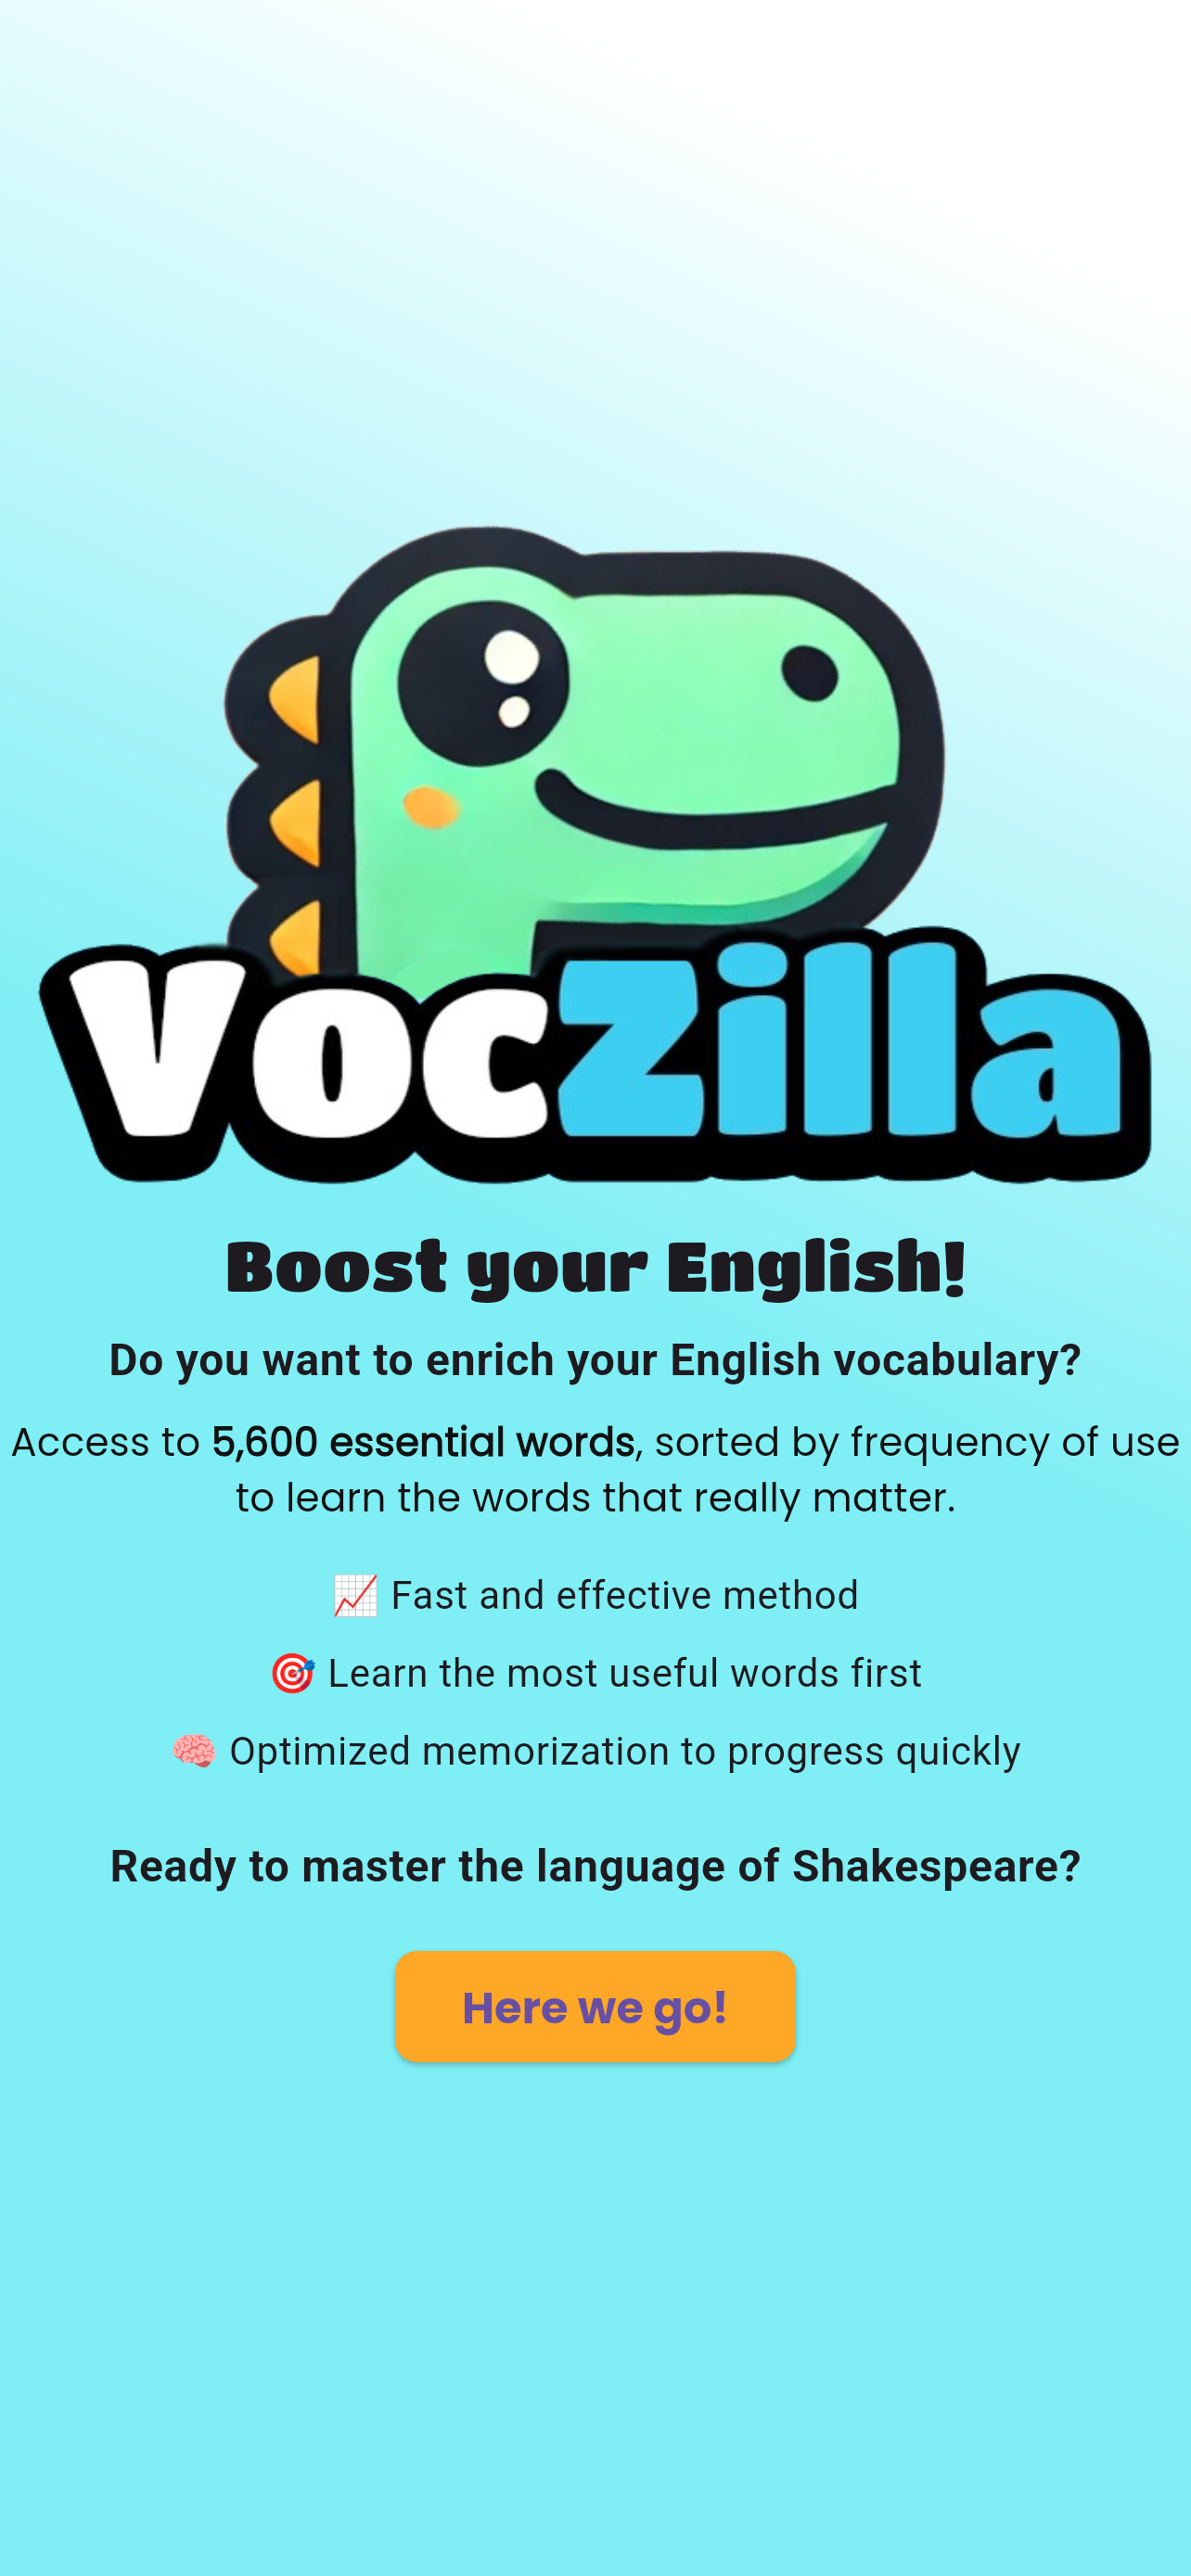 VocZilla
Boost your English!
Do you want to enrich your English vocabulary?
Access to 5,600 essential words, sorted by frequency of use
to learn the words that really matter.
📈 Fast and effective method
🎯 Learn the most useful words first
🧠 Optimized memorization to progress quickly
Ready to master the language of Shakespeare?
Here we go!